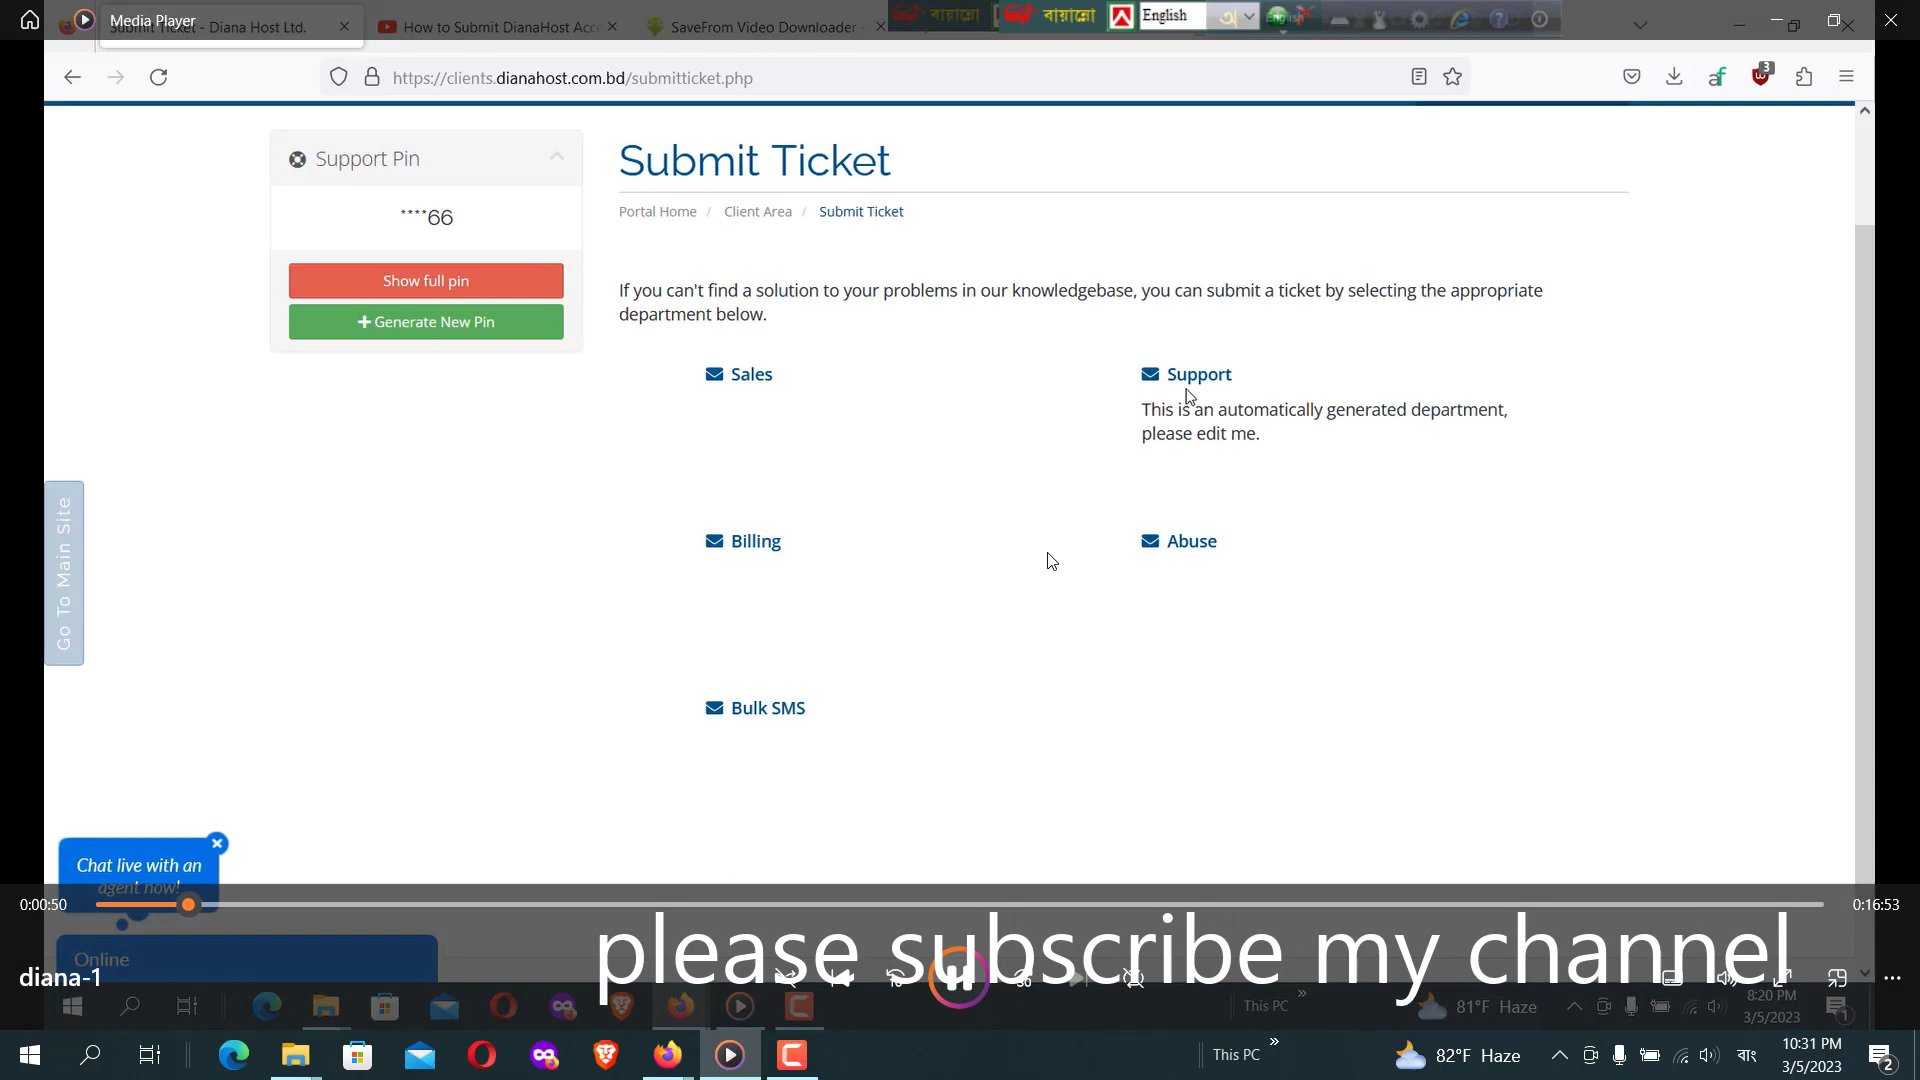 Media Player
Submit Ticket - Diana Host Ltd.
How to Submit DianaHost Acc
SaveFrom Video Downloader -
বায়ান্নো
বায়ান্নো
English
অ
English
https://clients.dianahost.com.bd/submitticket.php
3
Support Pin
****66
Show full pin
Generate New Pin
Submit Ticket
Portal Home / Client Area / Submit Ticket
If you can't find a solution to your problems in our knowledgebase, you can submit a ticket by selecting the appropriate
department below.
Sales
Support
This is an automatically generated department,
please edit me.
Billing
Abuse
Bulk SMS
Go To Main Site
Chat live with an
agent now!
0:00:50
0:16:53
please subscribe my channel
Online
diana-1
10
30
This PC
81°F Haze
8:20 PM
3/5/2023
1
This PC
82°F Haze
বাং
10:31 PM
3/5/2023
2